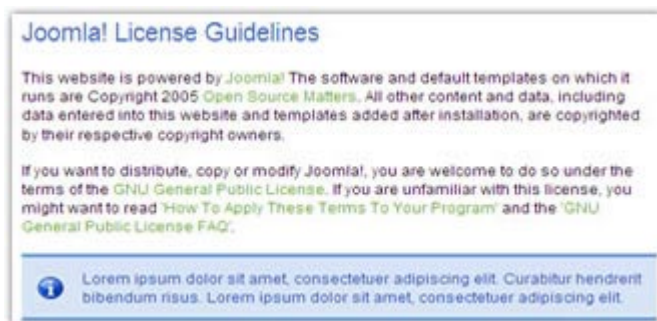 Joomla! License Guidelines
This website is powered by Joomla! The software and default templates on which it
runs are Copyright 2005 Open Source Matters. All other content and data, including
data entered into this website and templates added after installation, are copyrighted
by their respective copyright owners.
If you want to distribute, copy or modify Joomla!, you are welcome to do so under the
terms of the GNU General Public License. If you are unfamiliar with this license, you
might want to read 'How To Apply These Terms To Your Program' and the 'GNU
General Public License FAQ'.
Lorem ipsum dolor sit amet, consectetuer adipiscing elit. Curabitur hendrerit
bibendum risus. Lorem ipsum dolor sit amet, consectetuer adipiscing elit.